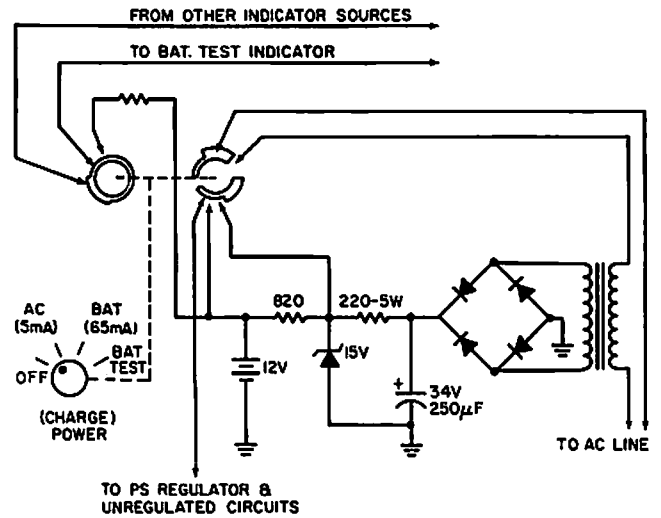 FROM OTHER INDICATOR SOURCES
TO BAT. TEST INDICATOR
820
220-5W
AC
(5mA)
BAT
(65mA)
BAT
TEST
OFF
12V
15V
+
34V
250µF
(CHARGE)
POWER
TO AC LINE
TO PS REGULATOR &
UNREGULATED CIRCUITS